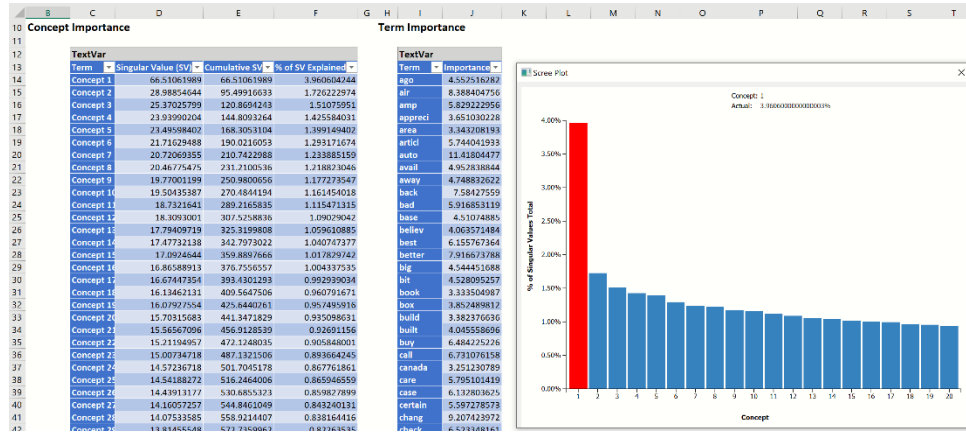 B C D E F G H I J K L M N O P Q R S T
10 Concept Importance Term Importance
11
12 TextVar TextVar
13 Term Singular Value (SV) Cumulative SV % of SV Explained Term Importance
14 Concept 1 66.51061989 66.51061989 3.960604244 ago 4.552516282
15 Concept 2 28.98854644 95.49916633 1.726222974 air 8.388404756
16 Concept 3 25.37025799 120.8694243 1.51075951 amp 5.829222956
17 Concept 4 23.93990204 144.8093264 1.425584031 appreci 3.651030228
18 Concept 5 23.49598402 168.3053104 1.399149402 area 3.343208193
19 Concept 6 21.71629488 190.0216053 1.293171674 articl 5.744041933
20 Concept 7 20.72069355 210.7422988 1.233885159 auto 11.41804477
21 Concept 8 20.46775475 231.2100536 1.218823046 avail 4.952838844
22 Concept 9 19.77001199 250.9800656 1.177273547 away 4.748832622
23 Concept 10 19.50435387 270.4844194 1.161454018 back 7.58427559
24 Concept 11 18.7321641 289.2165835 1.115471315 bad 5.916853119
25 Concept 12 18.3093001 307.5258836 1.09029042 base 4.51074885
26 Concept 13 17.79409719 325.3199808 1.059610885 believ 4.063571484
27 Concept 14 17.47732138 342.7973022 1.040747377 best 6.155767364
28 Concept 15 17.0924644 359.8897666 1.017829742 better 7.916673788
29 Concept 16 16.86588913 376.7556557 1.004337535 big 4.544451688
30 Concept 17 16.67447354 393.4301293 0.992939034 bit 4.528095257
31 Concept 18 16.13462131 409.5647506 0.960791671 book 3.333504987
32 Concept 19 16.07927554 425.6440261 0.957495916 box 3.852489812
33 Concept 20 15.70315683 441.3471829 0.935098631 build 3.382376636
34 Concept 21 15.56567096 456.9128539 0.92691156 built 4.045558696
35 Concept 22 15.21194957 472.1248035 0.905848001 buy 6.484225226
36 Concept 23 15.00734718 487.1321506 0.893664245 call 6.731076158
37 Concept 24 14.57236718 501.7045178 0.867761861 canada 3.251230789
38 Concept 25 14.54188272 516.2464006 0.865946559 care 5.795101419
39 Concept 26 14.43913177 530.6855323 0.859827899 case 6.132803625
40 Concept 27 14.16057257 544.8461049 0.843240131 certain 5.597278573
41 Concept 28 14.07533585 558.9214407 0.838164416 chang 9.207423972
42 Concept 29 13.81455548 572.7359962 0.82263535 check 6.523348161
Scree Plot
Concept: 1
Actual: 3.9606000000000003%
4.00%
3.50%
3.00%
2.50%
2.00%
1.50%
1.00%
0.50%
0.00%
% of Singular Values Total
1 2 3 4 5 6 7 8 9 10 11 12 13 14 15 16 17 18 19 20
Concept